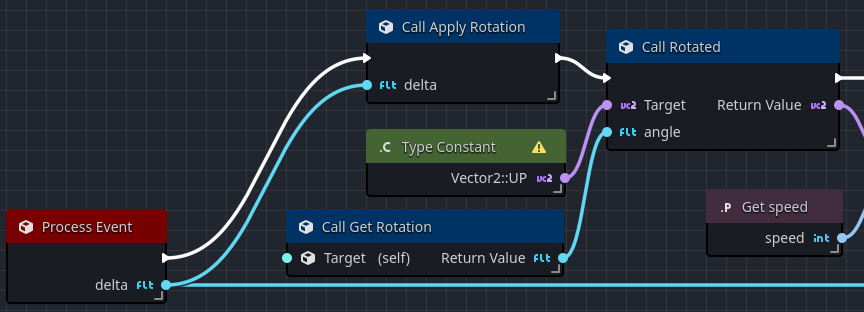 Call Apply Rotation
flt delta
Call Rotated
vc2 Target Return Value vc2
flt angle
.C Type Constant
Vector2::UP vc2
.P Get speed
speed int
Process Event
delta flt
Call Get Rotation
Target (self) Return Value flt